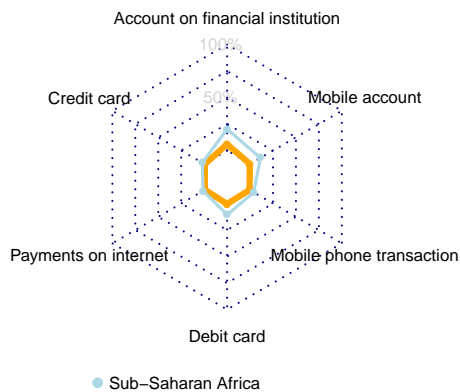 Account on financial institution
100%
50%
Credit card
Mobile account
Payments on internet
Mobile phone transaction
Debit card
Sub−Saharan Africa